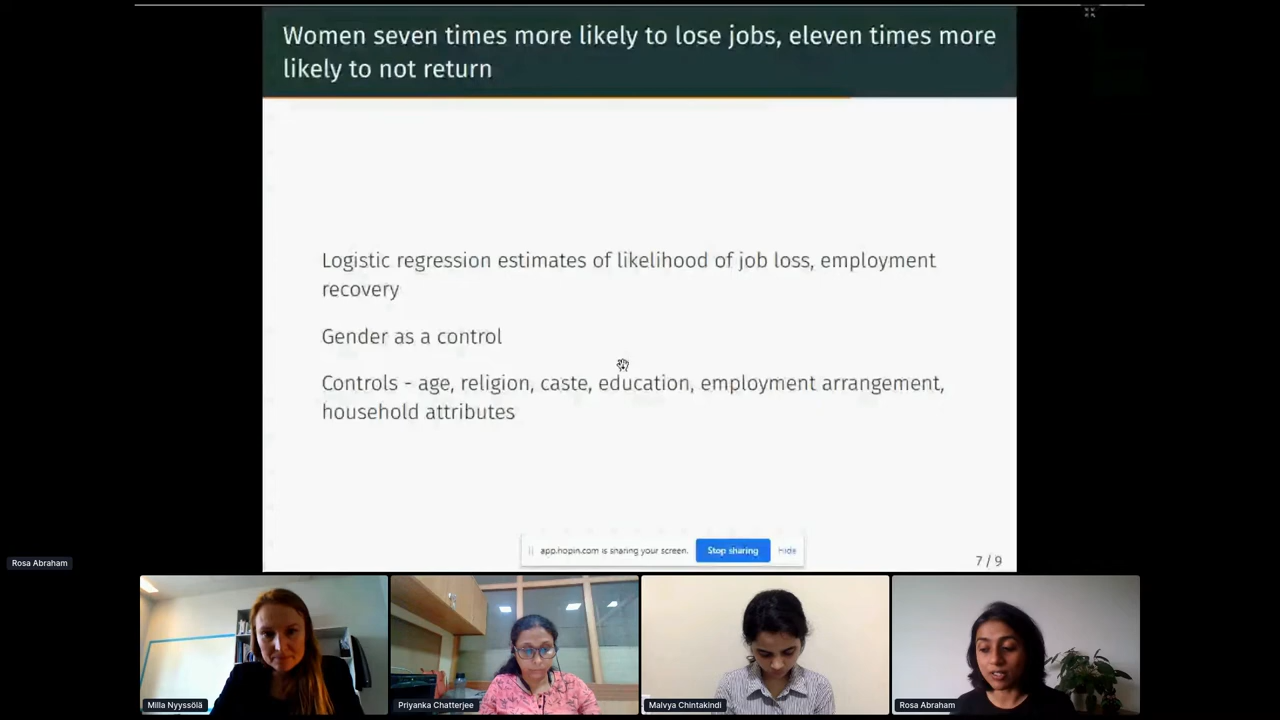 Women seven times more likely to lose jobs, eleven times more
likely to not return
Logistic regression estimates of likelihood of job loss, employment
recovery
Gender as a control
Controls - age, religion, caste, education, employment arrangement,
household attributes
app.hopin.com is sharing your screen.
Stop sharing
Hide
7 / 9
Rosa Abraham
Milla Nyyssölä
Priyanka Chatterjee
Malvya Chintakindi
Rosa Abraham